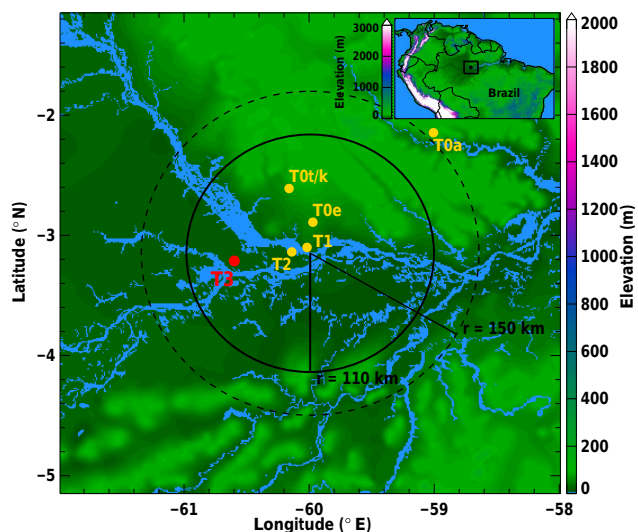 3000
2000
1000
0
Elevation (m)
Brazil
2000
1800
1600
1400
1200
1000
800
600
400
200
0
Elevation (m)
−2
−3
−4
−5
Latitude (° N)
T0a
T0t/k
T0e
T1
T2
T3
r = 150 km
r = 110 km
−61
−60
−59
−58
Longitude (° E)